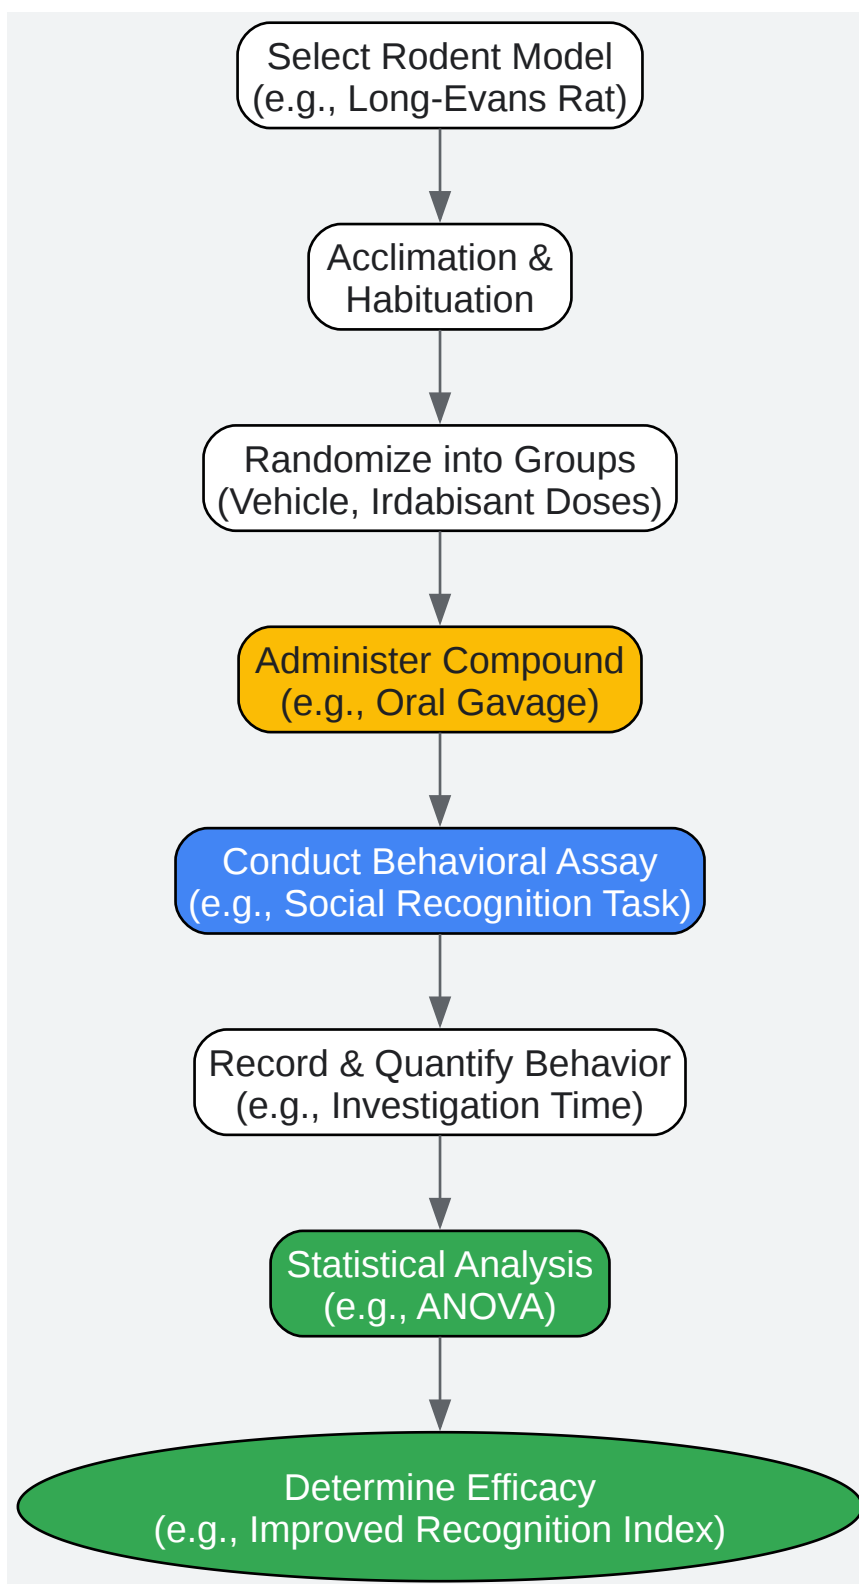 Select Rodent Model
(e.g., Long-Evans Rat)
Acclimation &
Habituation
Randomize into Groups
(Vehicle, Irdabisant Doses)
Administer Compound
(e.g., Oral Gavage)
Conduct Behavioral Assay
(e.g., Social Recognition Task)
Record & Quantify Behavior
(e.g., Investigation Time)
Statistical Analysis
(e.g., ANOVA)
Determine Efficacy
(e.g., Improved Recognition Index)